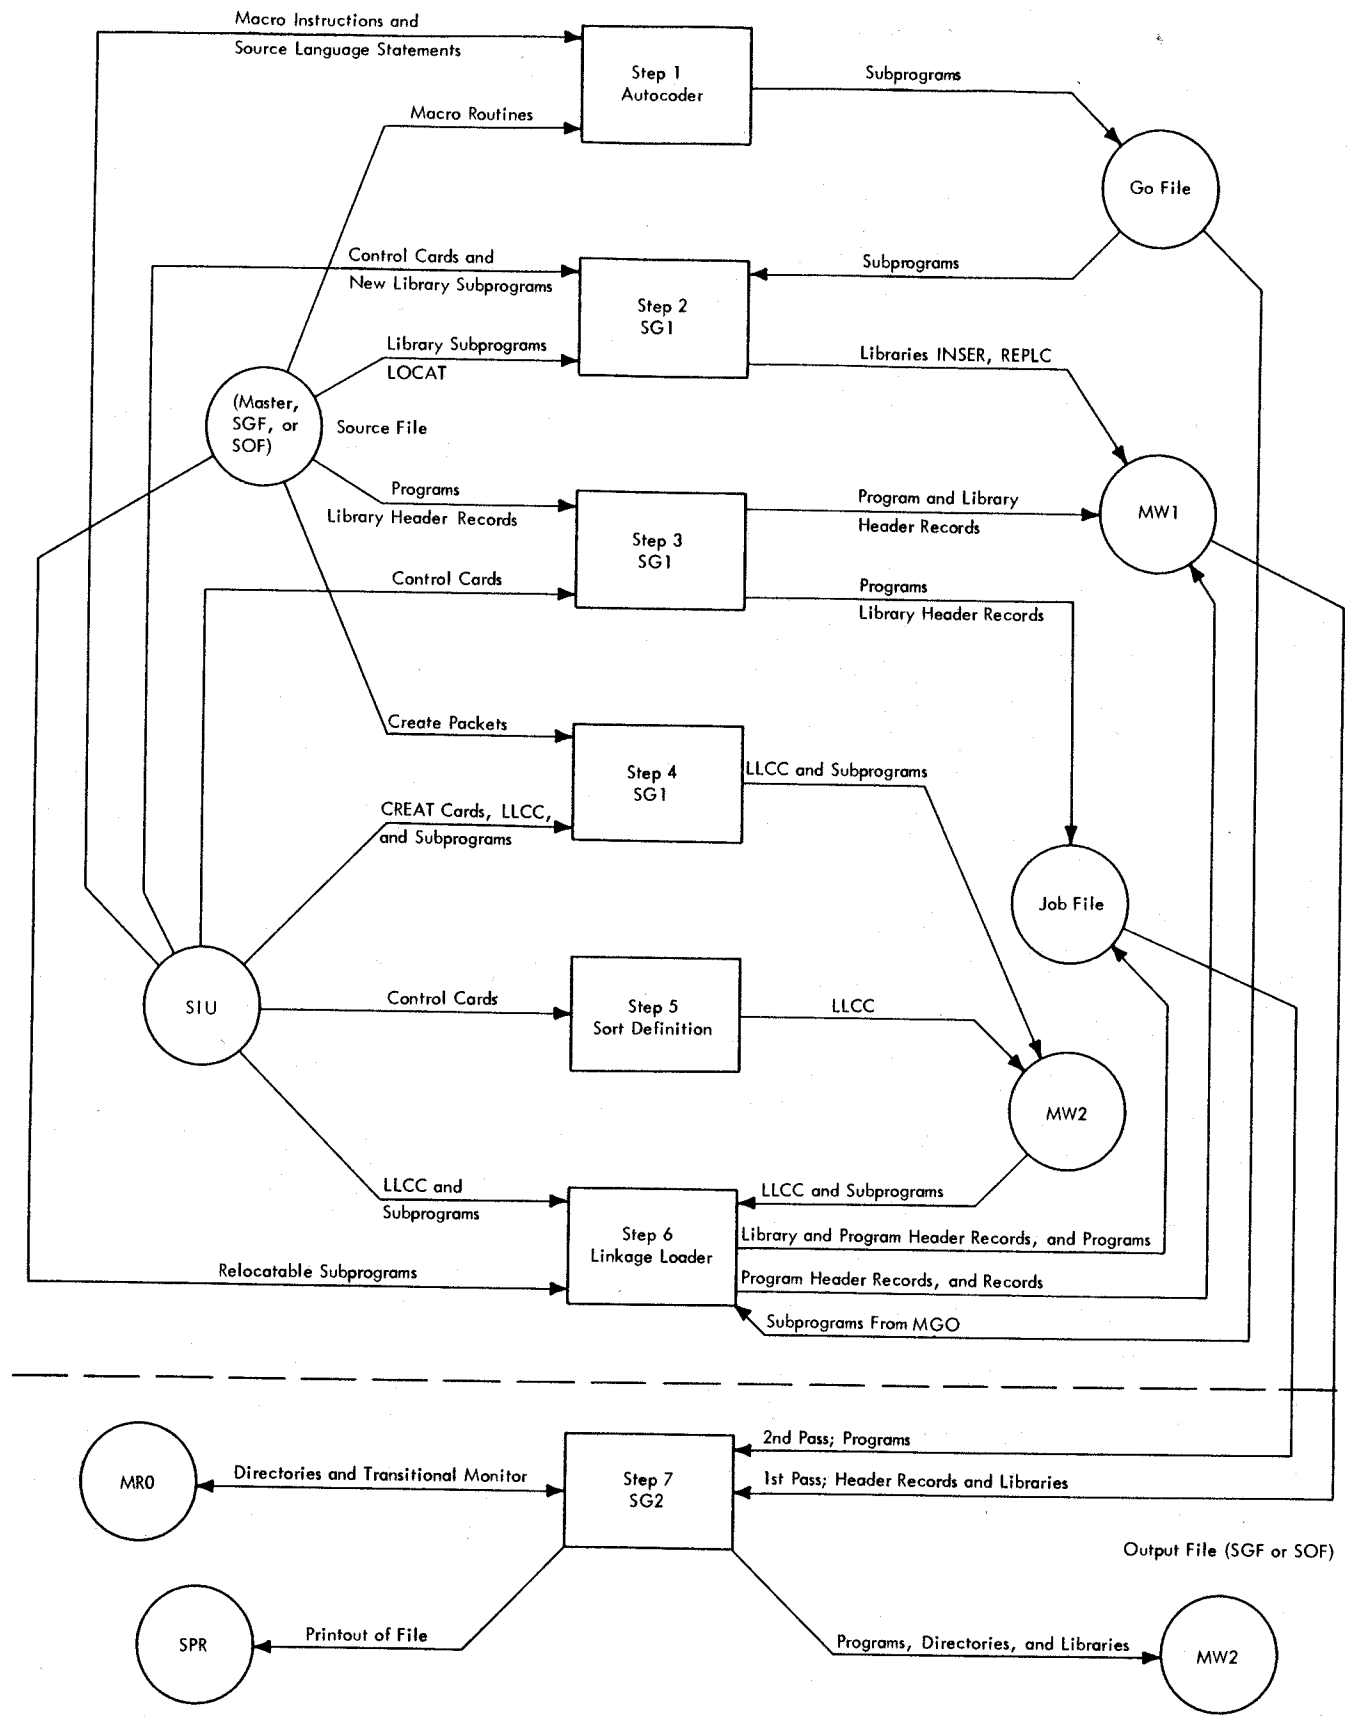 Macro Instructions and
Source Language Statements
Step 1
Autocoder
Subprograms
Macro Routines
Go File
Control Cards and
New Library Subprograms
Step 2
SG1
Subprograms
Library Subprograms
LOCAT
Libraries INSER, REPLC
(Master,
SGF, or
SOF)
Source File
Programs
Library Header Records
Step 3
SG1
Program and Library
Header Records
MW1
Control Cards
Programs
Library Header Records
Create Packets
Step 4
SG1
LLCC and Subprograms
CREAT Cards, LLCC,
and Subprograms
Job File
SIU
Control Cards
Step 5
Sort Definition
LLCC
MW2
LLCC and
Subprograms
Step 6
Linkage Loader
LLCC and Subprograms
Library and Program Header Records, and Programs
Relocatable Subprograms
Program Header Records, and Records
Subprograms From MGO
MR0
Directories and Transitional Monitor
Step 7
SG2
2nd Pass; Programs
1st Pass; Header Records and Libraries
Output File (SGF or SOF)
SPR
Printout of File
Programs, Directories, and Libraries
MW2